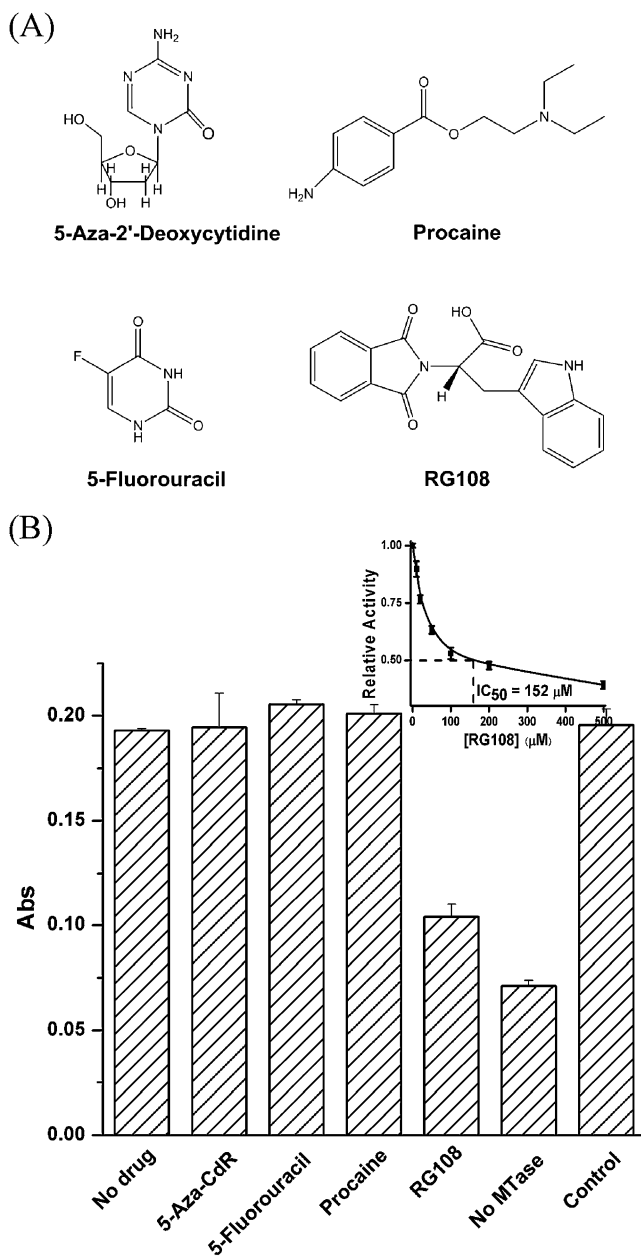 (A)
NH2
N
N
HO
N
O
O
H
H
H
H
OH
5-Aza-2'-Deoxycytidine
O
N
O
H2N
Procaine
O
F
NH
N
H
O
5-Fluorouracil
O
HO
O
N
H
NH
O
RG108
(B)
Relative Activity
1.00
0.75
0.50
IC50 = 152 μM
0 100 200 300 400 500
[RG108] (μM)
Abs
0.20
0.15
0.10
0.05
0.00
No drug
5-Aza-CdR
5-Fluorouracil
Procaine
RG108
No MTase
Control